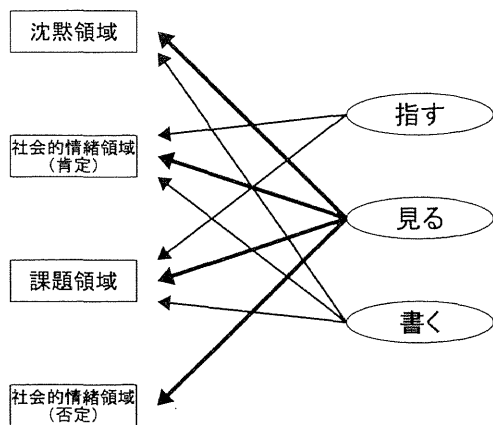 沈黙領域
指す
社会的情緒領域
(肯定)
見る
課題領域
書く
社会的情緒領域
(否定)